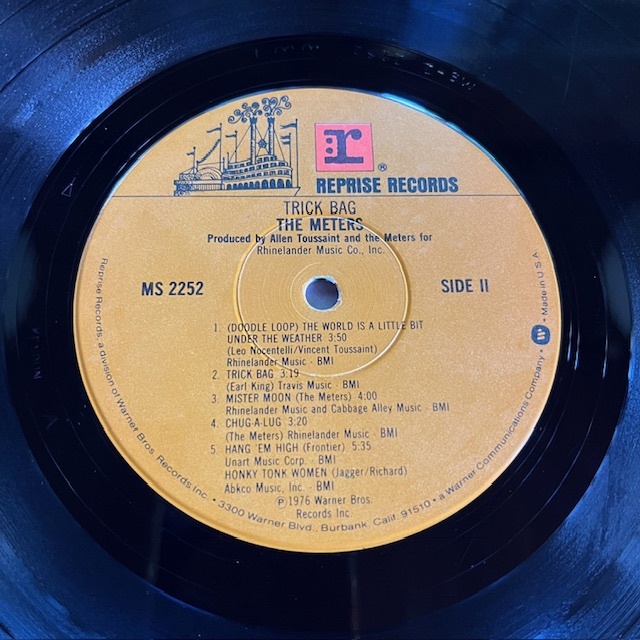 r
®
REPRISE RECORDS
TRICK BAG
THE METERS
Produced by Allen Toussaint and the Meters for
Rhinelander Music Co., Inc.
MS 2252
SIDE II
1. (DOODLE LOOP) THE WORLD IS A LITTLE BIT
UNDER THE WEATHER 3:50
(Leo Nocentelli/Vincent Toussaint)
Rhinelander Music - BMI
2. TRICK BAG 3:19
(Earl King) Travis Music - BMI
3. MISTER MOON (The Meters) 4:00
Rhinelander Music and Cabbage Alley Music - BMI
4. CHUG-A-LUG 3:20
(The Meters) Rhinelander Music - BMI
5. HANG 'EM HIGH (Frontier) 5:35
Unart Music Corp. - BMI
HONKY TONK WOMEN (Jagger/Richard)
Abkco Music, Inc. - BMI
℗ 1976 Warner Bros.
Records Inc.
Reprise Records, a division of Warner Bros. Records Inc. • 3300 Warner Blvd., Burbank, Calif. 91510 • a Warner Communications Company • W • Made in U.S.A.